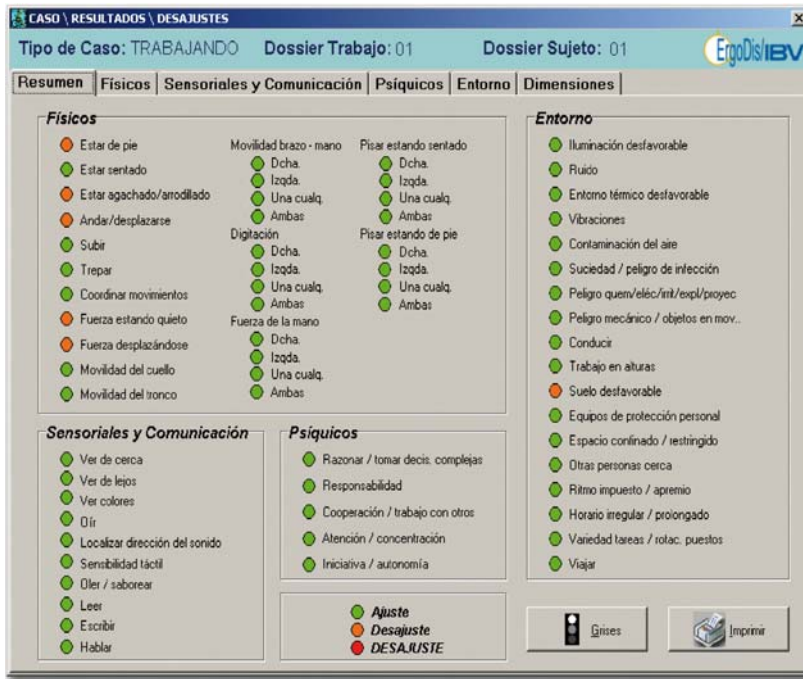 CASO \ RESULTADOS \ DESAJUSTES
Tipo de Caso: TRABAJANDO Dossier Trabajo: 01 Dossier Sujeto: 01 ErgoDis/IBV
Resumen Físicos Sensoriales y Comunicación Psíquicos Entorno Dimensiones
Físicos
Estar de pie
Estar sentado
Estar agachado/arrodillado
Andar/desplazarse
Subir
Trepar
Coordinar movimientos
Fuerza estando quieto
Fuerza desplazándose
Movilidad del cuello
Movilidad del tronco
Movilidad brazo - mano
Dcha.
Izqda.
Una cualq.
Ambas
Digitación
Dcha.
Izqda.
Una cualq.
Ambas
Fuerza de la mano
Dcha.
Izqda.
Una cualq.
Ambas
Pisar estando sentado
Dcha.
Izqda.
Una cualq.
Ambas
Pisar estando de pie
Dcha.
Izqda.
Una cualq.
Ambas
Entorno
Iluminación desfavorable
Ruido
Entorno térmico desfavorable
Vibraciones
Contaminación del aire
Suciedad / peligro de infección
Peligro quem/eléc/irrit/expl/proyec
Peligro mecánico / objetos en mov..
Conducir
Trabajo en alturas
Suelo desfavorable
Equipos de protección personal
Espacio confinado / restringido
Otras personas cerca
Ritmo impuesto / apremio
Horario irregular / prolongado
Variedad tareas / rotac. puestos
Viajar
Sensoriales y Comunicación
Ver de cerca
Ver de lejos
Ver colores
Oír
Localizar dirección del sonido
Sensibilidad táctil
Oler / saborear
Leer
Escribir
Hablar
Psíquicos
Razonar / tomar decis. complejas
Responsabilidad
Cooperación / trabajo con otros
Atención / concentración
Iniciativa / autonomía
Ajuste
Desajuste
DESAJUSTE
Grises
Imprimir